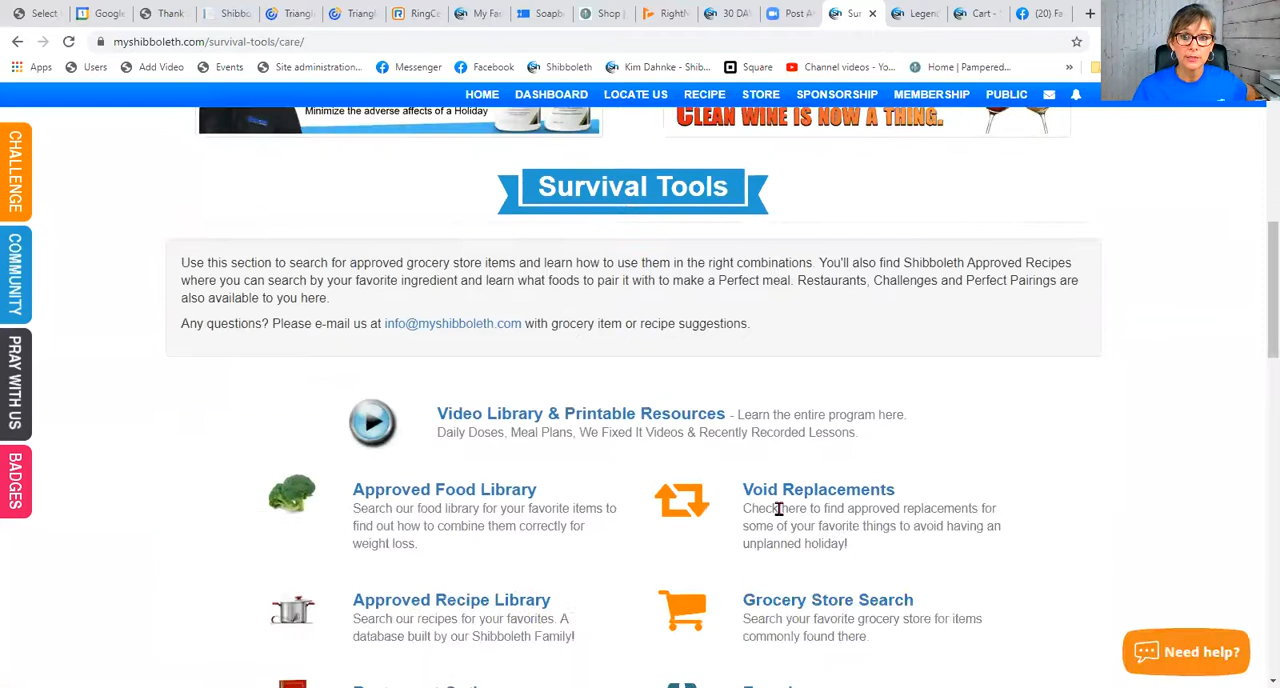 Select
Google
Thank
Shibbo
Triangle
Triangl
RingCe
My Fa
Soapb
Shop |
RightN
30 DAY
Post A
Sur
Legen
Cart -
(20) Fa
myshibboleth.com/survival-tools/care/
Apps Users Add Video Events Site administration... Messenger Faceb Shibboleth Kim Dahnke - Shib... Square Channel videos - Yo... Home | Pampered... »
HOME DASHBOARD LOCATE US RECIPE STORE SPONSORSHIP MEMBERSHIP PUBLIC
Minimize the adverse affects of a Holiday
CLEAN WINE IS NOW A THING.
CHALLENGE
COMMUNITY
PRAY WITH US
BADGES
Survival Tools
Use this section to search for approved grocery store items and learn how to use them in the right combinations. You'll also find Shibboleth Approved Recipes
where you can search by your favorite ingredient and learn what foods to pair it with to make a Perfect meal. Restaurants, Challenges and Perfect Pairings are
also available to you here.
Any questions? Please e-mail us at info@myshibboleth.com with grocery item or recipe suggestions.
Video Library & Printable Resources - Learn the entire program here.
Daily Doses, Meal Plans, We Fixed It Videos & Recently Recorded Lessons.
Approved Food Library
Search our food library for your favorite items to
find out how to combine them correctly for
weight loss.
Void Replacements
Check here to find approved replacements for
some of your favorite things to avoid having an
unplanned holiday!
Approved Recipe Library
Search our recipes for your favorites. A
database built by our Shibboleth Family!
Grocery Store Search
Search your favorite grocery store for items
commonly found there.
Need help?